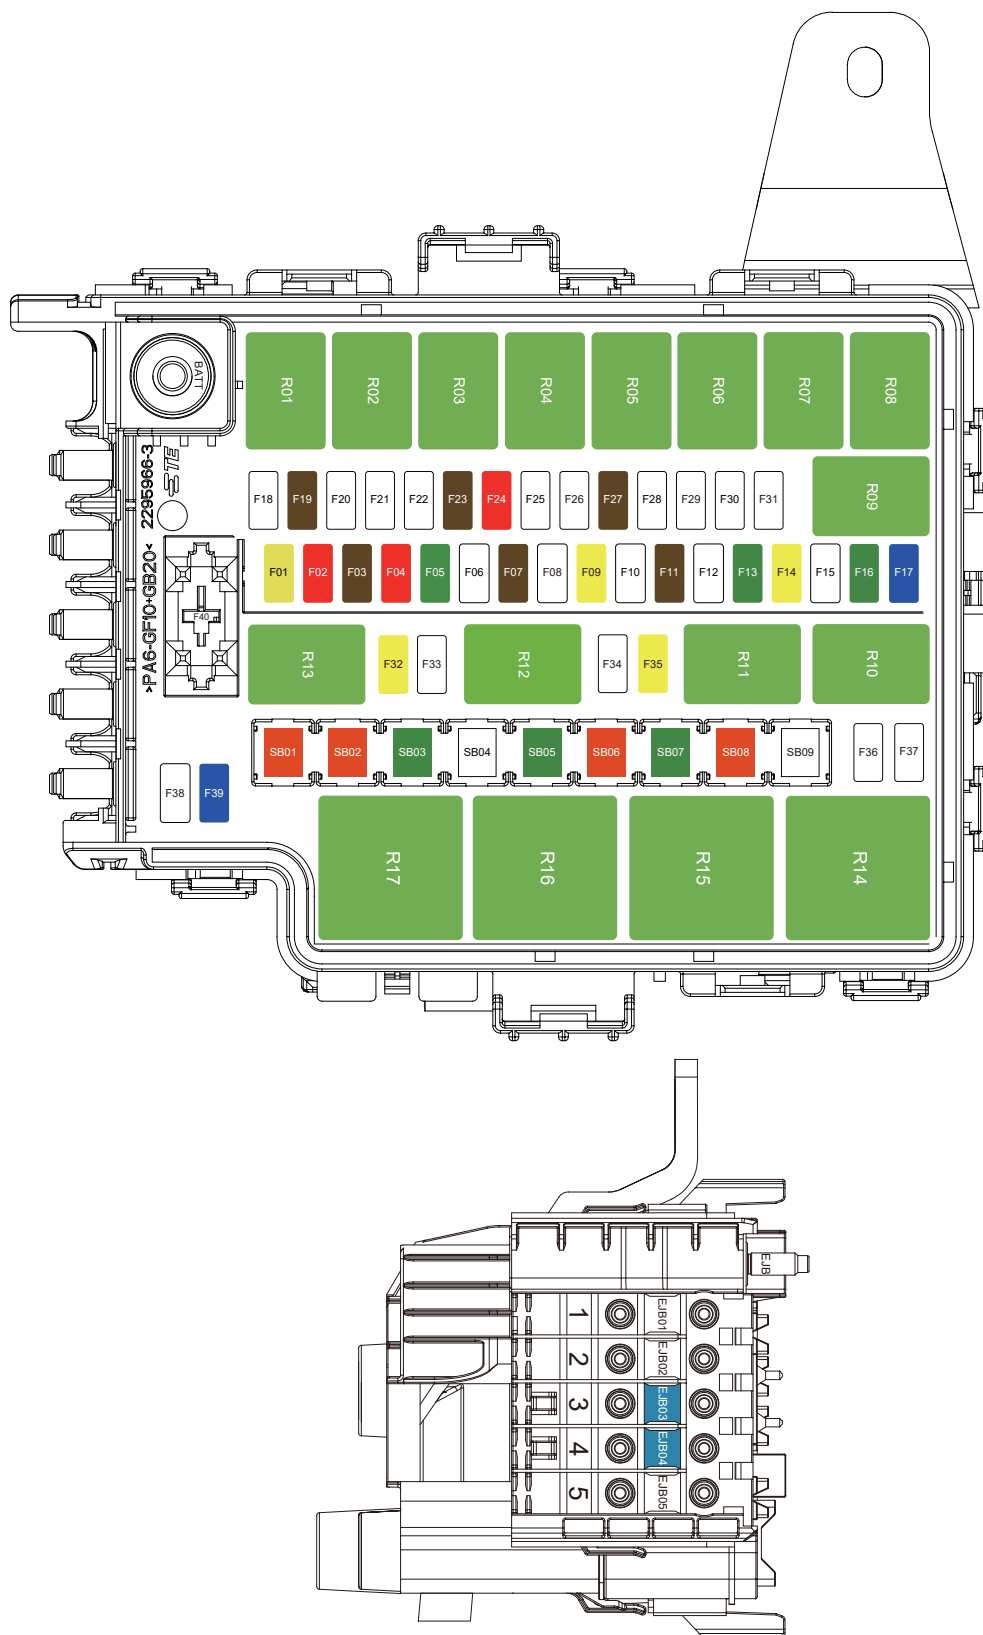 BATT
R01 R02 R03 R04 R05 R06 R07 R08
2295966-3
TE
>PA6-GF10+GB20<
F18 F19 F20 F21 F22 F23 F24 F25 F26 F27 F28 F29 F30 F31
R09
F01 F02 F03 F04 F05 F06 F07 F08 F09 F10 F11 F12 F13 F14 F15 F16 F17
F40
R13 F32 F33 R12 F34 F35 R11 R10
SB01 SB02 SB03 SB04 SB05 SB06 SB07 SB08 SB09 F36 F37
F38 F39
R17 R16 R15 R14
EJB
1 EJB01
2 EJB02
3 EJB03
4 EJB04
5 EJB05